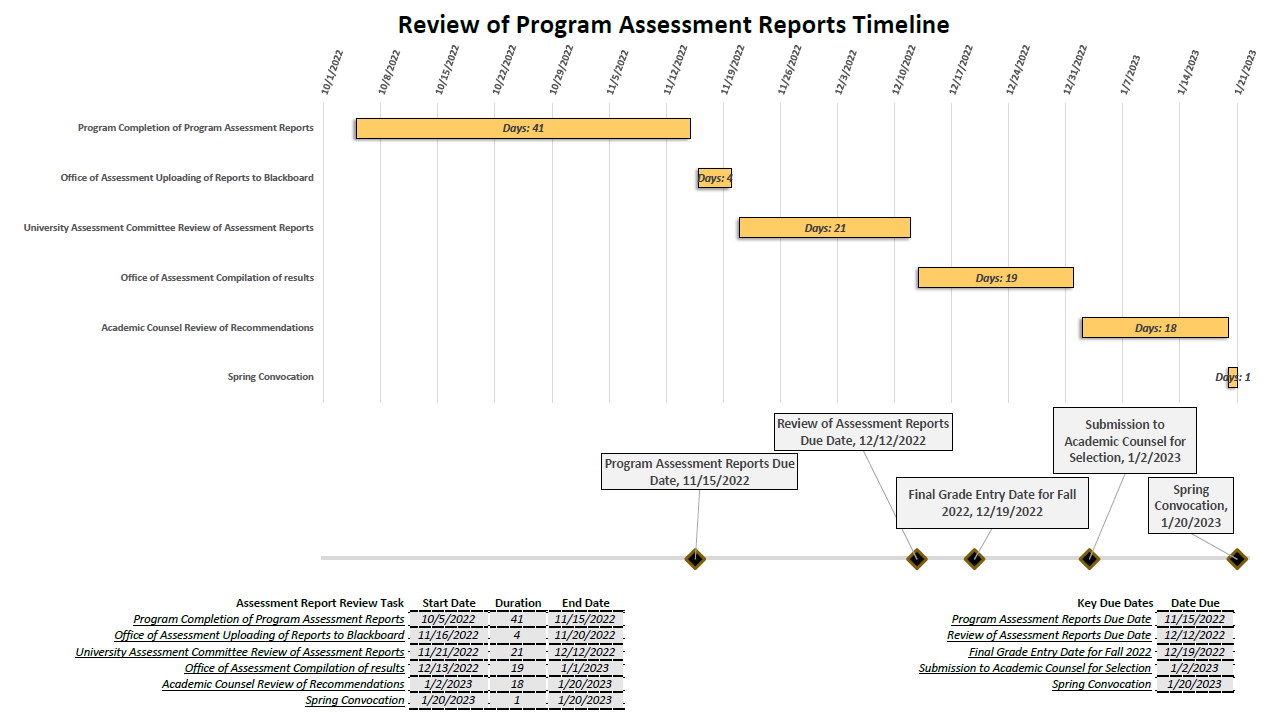 Review of Program Assessment Reports Timeline
10/1/2022 10/8/2022 10/15/2022 10/22/2022 10/29/2022 11/5/2022 11/12/2022 11/19/2022 11/26/2022 12/3/2022 12/10/2022 12/17/2022 12/24/2022 12/31/2022 1/7/2023 1/14/2023 1/21/2023
Program Completion of Program Assessment Reports Days: 41
Office of Assessment Uploading of Reports to Blackboard Days: 4
University Assessment Committee Review of Assessment Reports Days: 21
Office of Assessment Compilation of results Days: 19
Academic Counsel Review of Recommendations Days: 18
Spring Convocation Days: 1
Program Assessment Reports Due
Date, 11/15/2022
Review of Assessment Reports
Due Date, 12/12/2022
Final Grade Entry Date for Fall
2022, 12/19/2022
Submission to
Academic Counsel for
Selection, 1/2/2023
Spring
Convocation,
1/20/2023
Assessment Report Review Task Start Date Duration End Date
Program Completion of Program Assessment Reports 10/5/2022 41 11/15/2022
Office of Assessment Uploading of Reports to Blackboard 11/16/2022 4 11/20/2022
University Assessment Committee Review of Assessment Reports 11/21/2022 21 12/12/2022
Office of Assessment Compilation of results 12/13/2022 19 1/1/2023
Academic Counsel Review of Recommendations 1/2/2023 18 1/20/2023
Spring Convocation 1/20/2023 1 1/20/2023
Key Due Dates Date Due
Program Assessment Reports Due Date 11/15/2022
Review of Assessment Reports Due Date 12/12/2022
Final Grade Entry Date for Fall 2022 12/19/2022
Submission to Academic Counsel for Selection 1/2/2023
Spring Convocation 1/20/2023